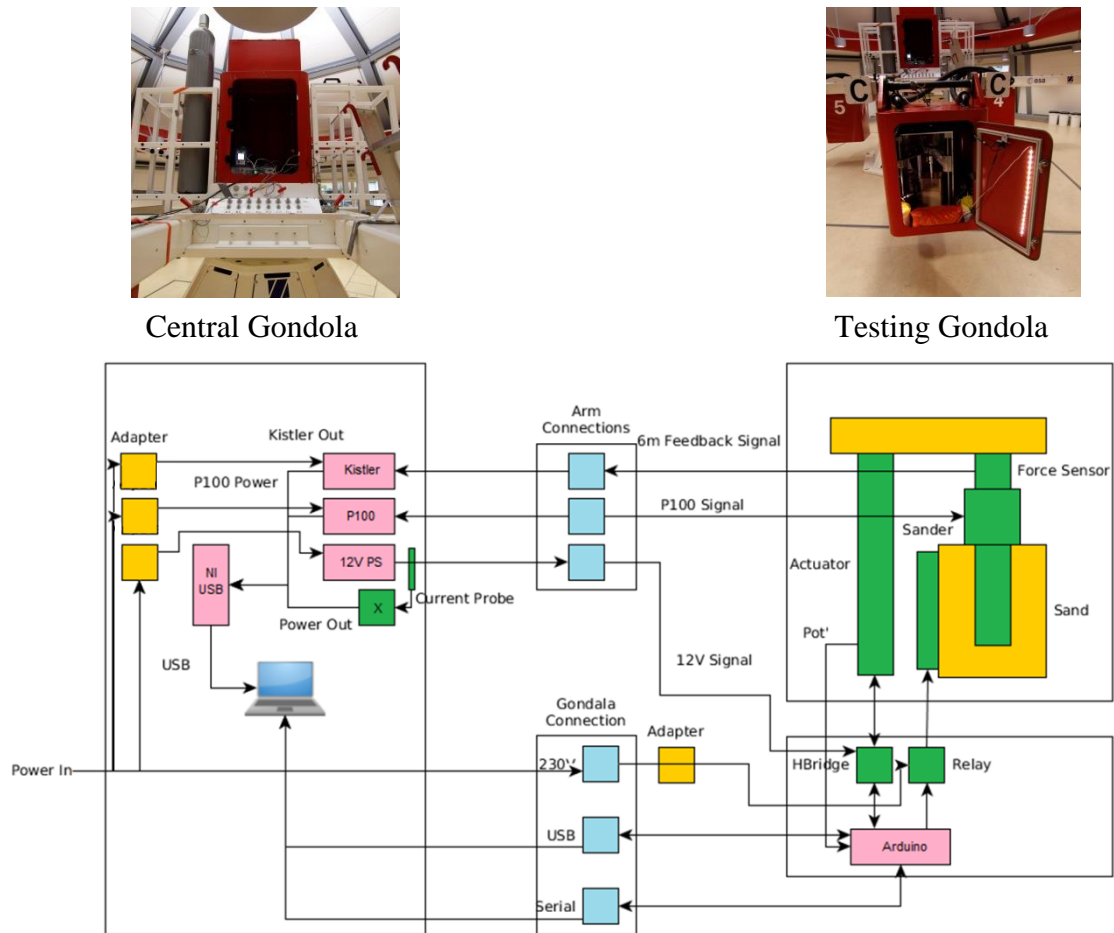 C
C
esa
5
4
Central Gondola
Testing Gondola
Adapter
Kistler Out
Arm
Connections
6m Feedback Signal
Kistler
Force Sensor
P100 Power
P100
P100 Signal
Sander
12V PS
NI
USB
Actuator
Current Probe
X
Sand
Power Out
Pot'
USB
12V Signal
Gondala
Connection
Adapter
Power In
230V
HBridge
Relay
USB
Arduino
Serial